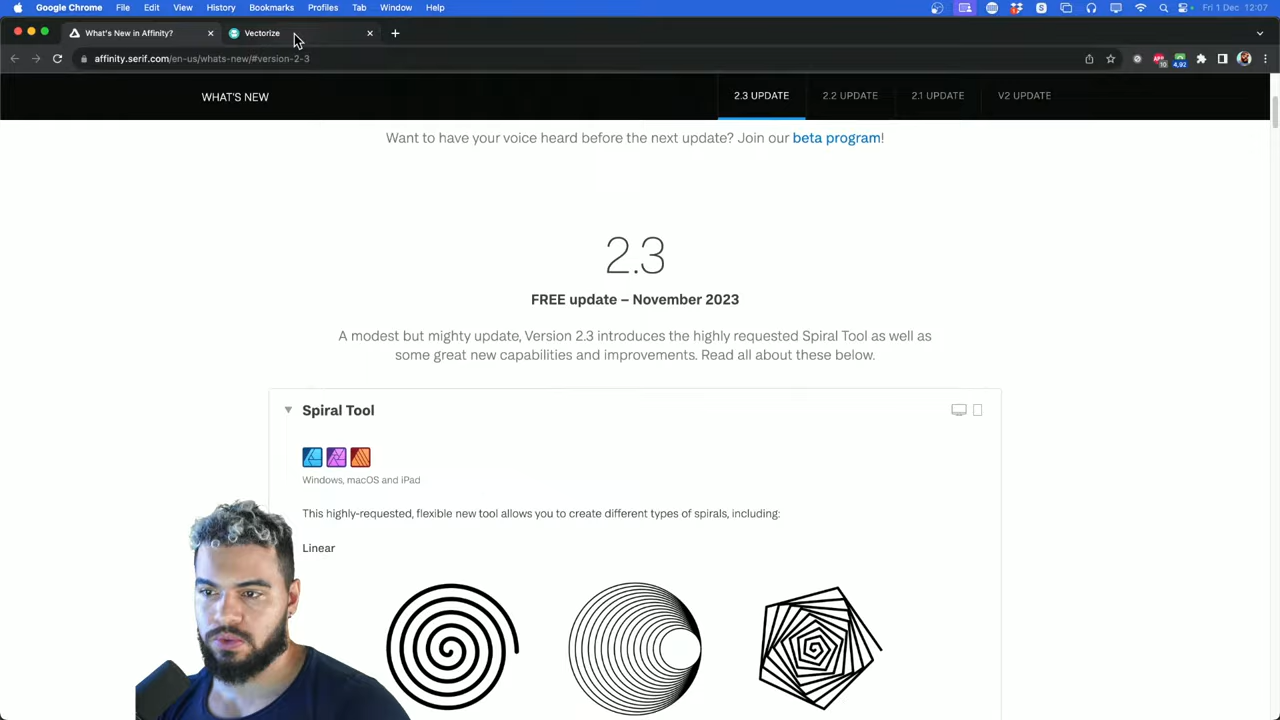 Google Chrome File Edit View History Bookmarks Profiles Tab Window Help Fri 1 Dec 12:07
What's New in Affinity? Vectorize
affinity.serif.com/en-us/whats-new/#version-2-3
WHAT'S NEW 2.3 UPDATE 2.2 UPDATE 2.1 UPDATE V2 UPDATE
Want to have your voice heard before the next update? Join our beta program!
2.3
FREE update – November 2023
A modest but mighty update, Version 2.3 introduces the highly requested Spiral Tool as well as
some great new capabilities and improvements. Read all about these below.
Spiral Tool
Windows, macOS and iPad
This highly-requested, flexible new tool allows you to create different types of spirals, including:
Linear